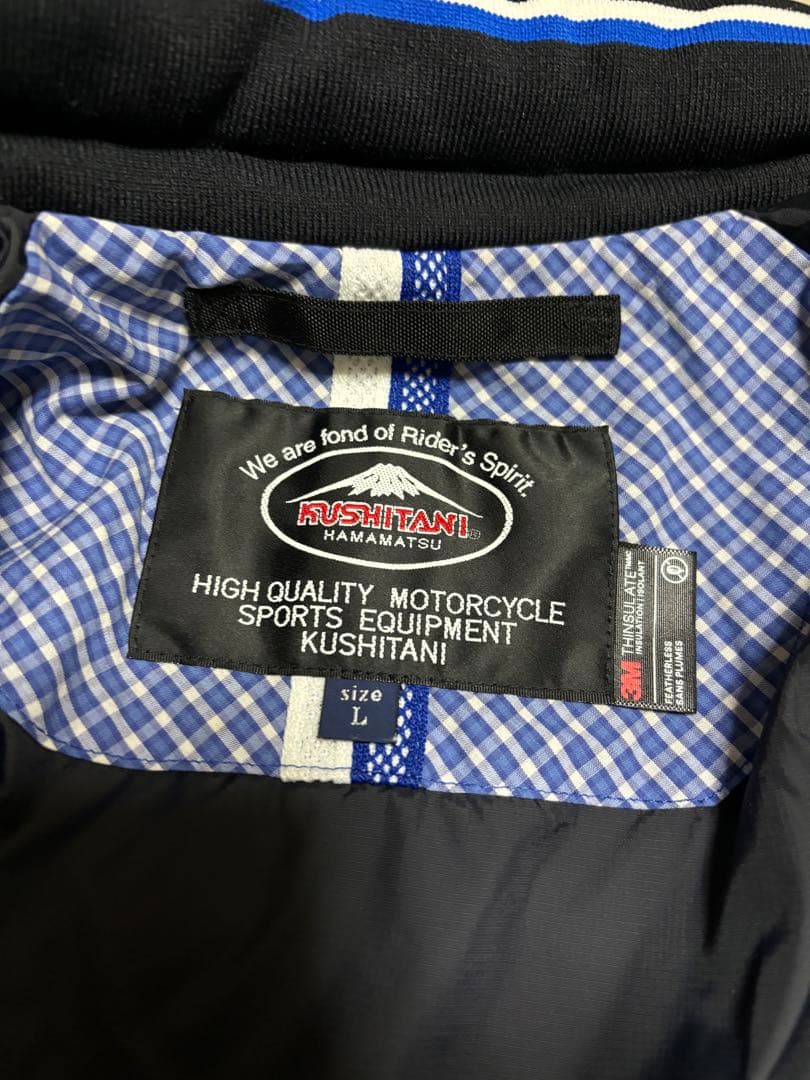 We are fond of Rider's Spirit.
KUSHITANI®
HAMAMATSU
HIGH QUALITY MOTORCYCLE
SPORTS EQUIPMENT
KUSHITANI
size
L
3M THINSULATE™
INSULATION | ISOLANT
FEATHERLESS
SANS PLUMES